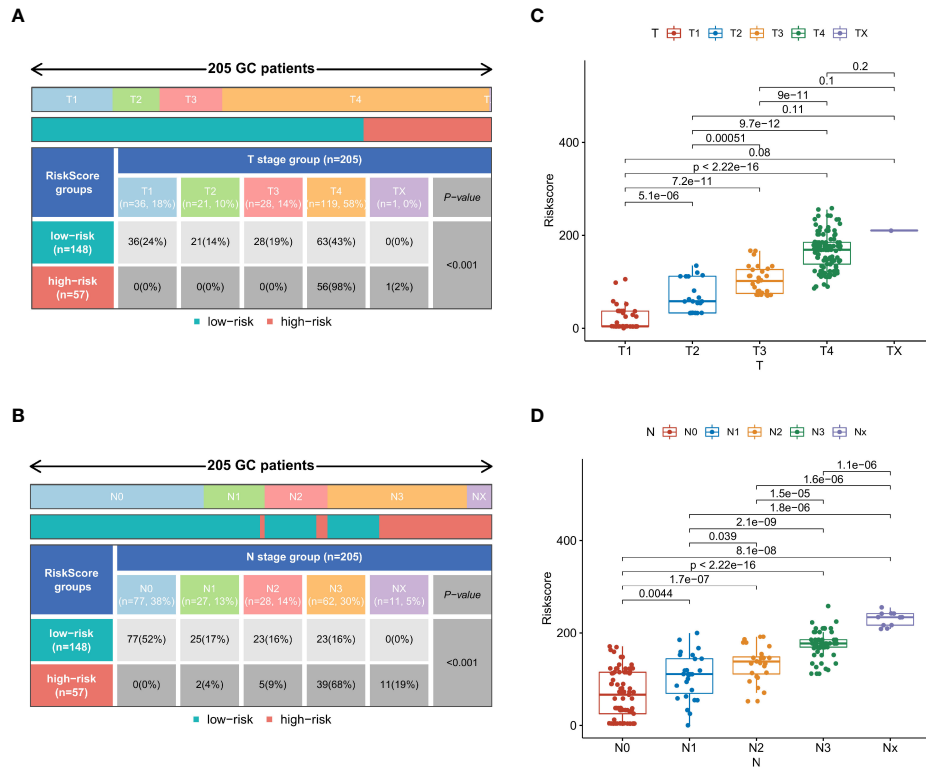 A
205 GC patients
T1 T2 T3 T4 T
RiskScore groups
T stage group (n=205)
T1 (n=36, 18%)
T2 (n=21, 10%)
T3 (n=28, 14%)
T4 (n=119, 58%)
TX (n=1, 0%)
P-value
low-risk (n=148)
36(24%) 21(14%) 28(19%) 63(43%) 0(0%)
<0.001
high-risk (n=57)
0(0%) 0(0%) 0(0%) 56(98%) 1(2%)
low-risk high-risk
B
205 GC patients
N0 N1 N2 N3 NX
RiskScore groups
N stage group (n=205)
N0 (n=77, 38%)
N1 (n=27, 13%)
N2 (n=28, 14%)
N3 (n=62, 30%)
NX (n=11, 5%)
P-value
low-risk (n=148)
77(52%) 25(17%) 23(16%) 23(16%) 0(0%)
<0.001
high-risk (n=57)
0(0%) 2(4%) 5(9%) 39(68%) 11(19%)
low-risk high-risk
C
T T1 T2 T3 T4 TX
0.2
0.1
9e−11
0.11
9.7e−12
0.00051
0.08
p < 2.22e−16
7.2e−11
5.1e−06
Riskscore
400
200
0
T1 T2 T3 T4 TX
T
D
N N0 N1 N2 N3 Nx
1.1e−06
1.6e−06
1.5e−05
1.8e−06
2.1e−09
0.039
8.1e−08
p < 2.22e−16
1.7e−07
0.0044
Riskscore
400
200
0
N0 N1 N2 N3 Nx
N